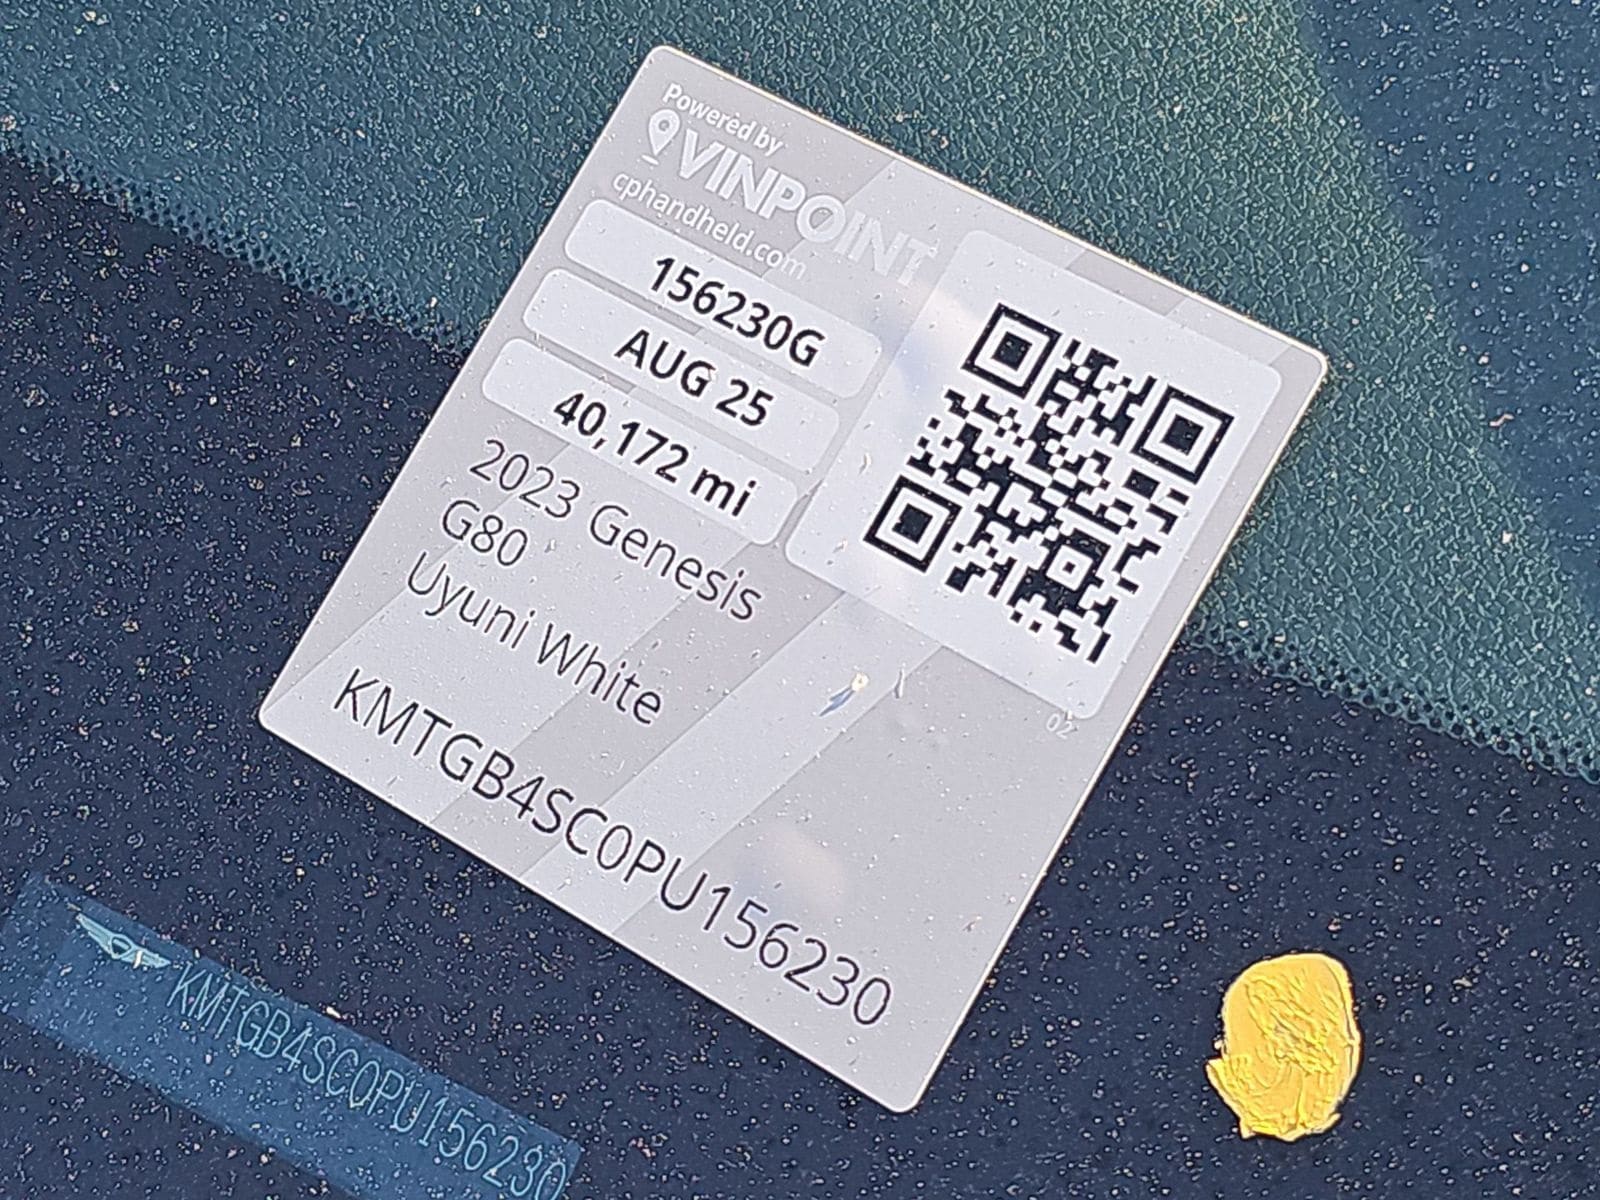 Powered by
VINPOINT
cphandheld.com
156230G
AUG 25
40,172 mi
2023 Genesis
G80
Uyuni White
KMTGB4SC0PU156230
02
KMTGB4SC0PU156230